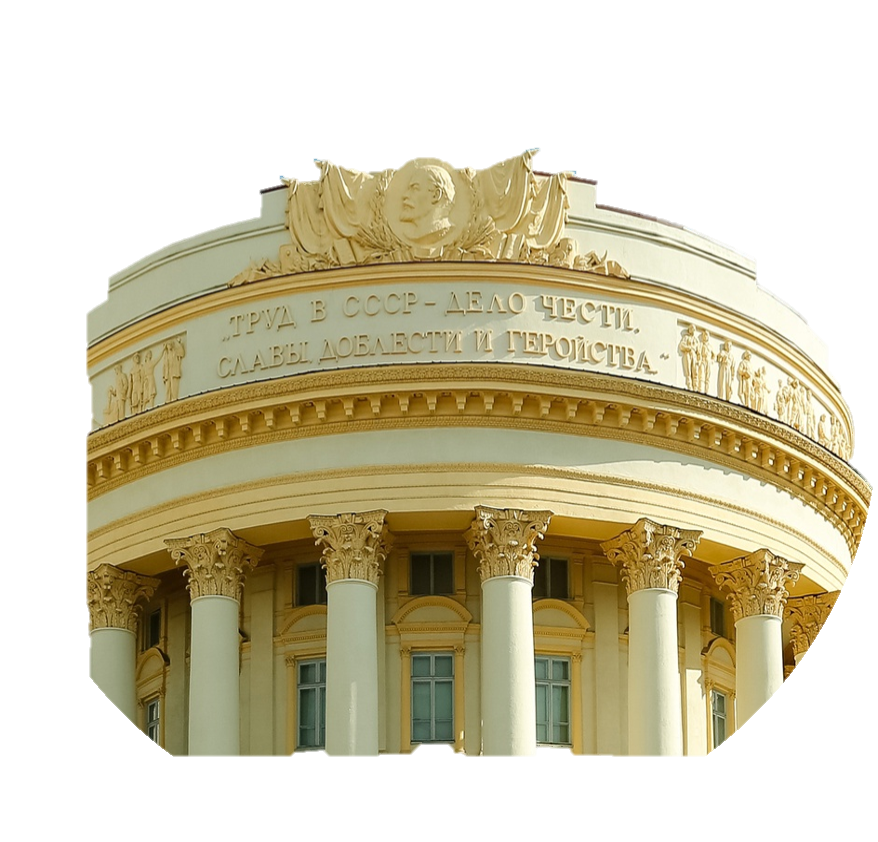 „ТРУД В СССР – ДЕЛО ЧЕСТИ,
СЛАВЫ, ДОБЛЕСТИ И ГЕРОЙСТВА.“